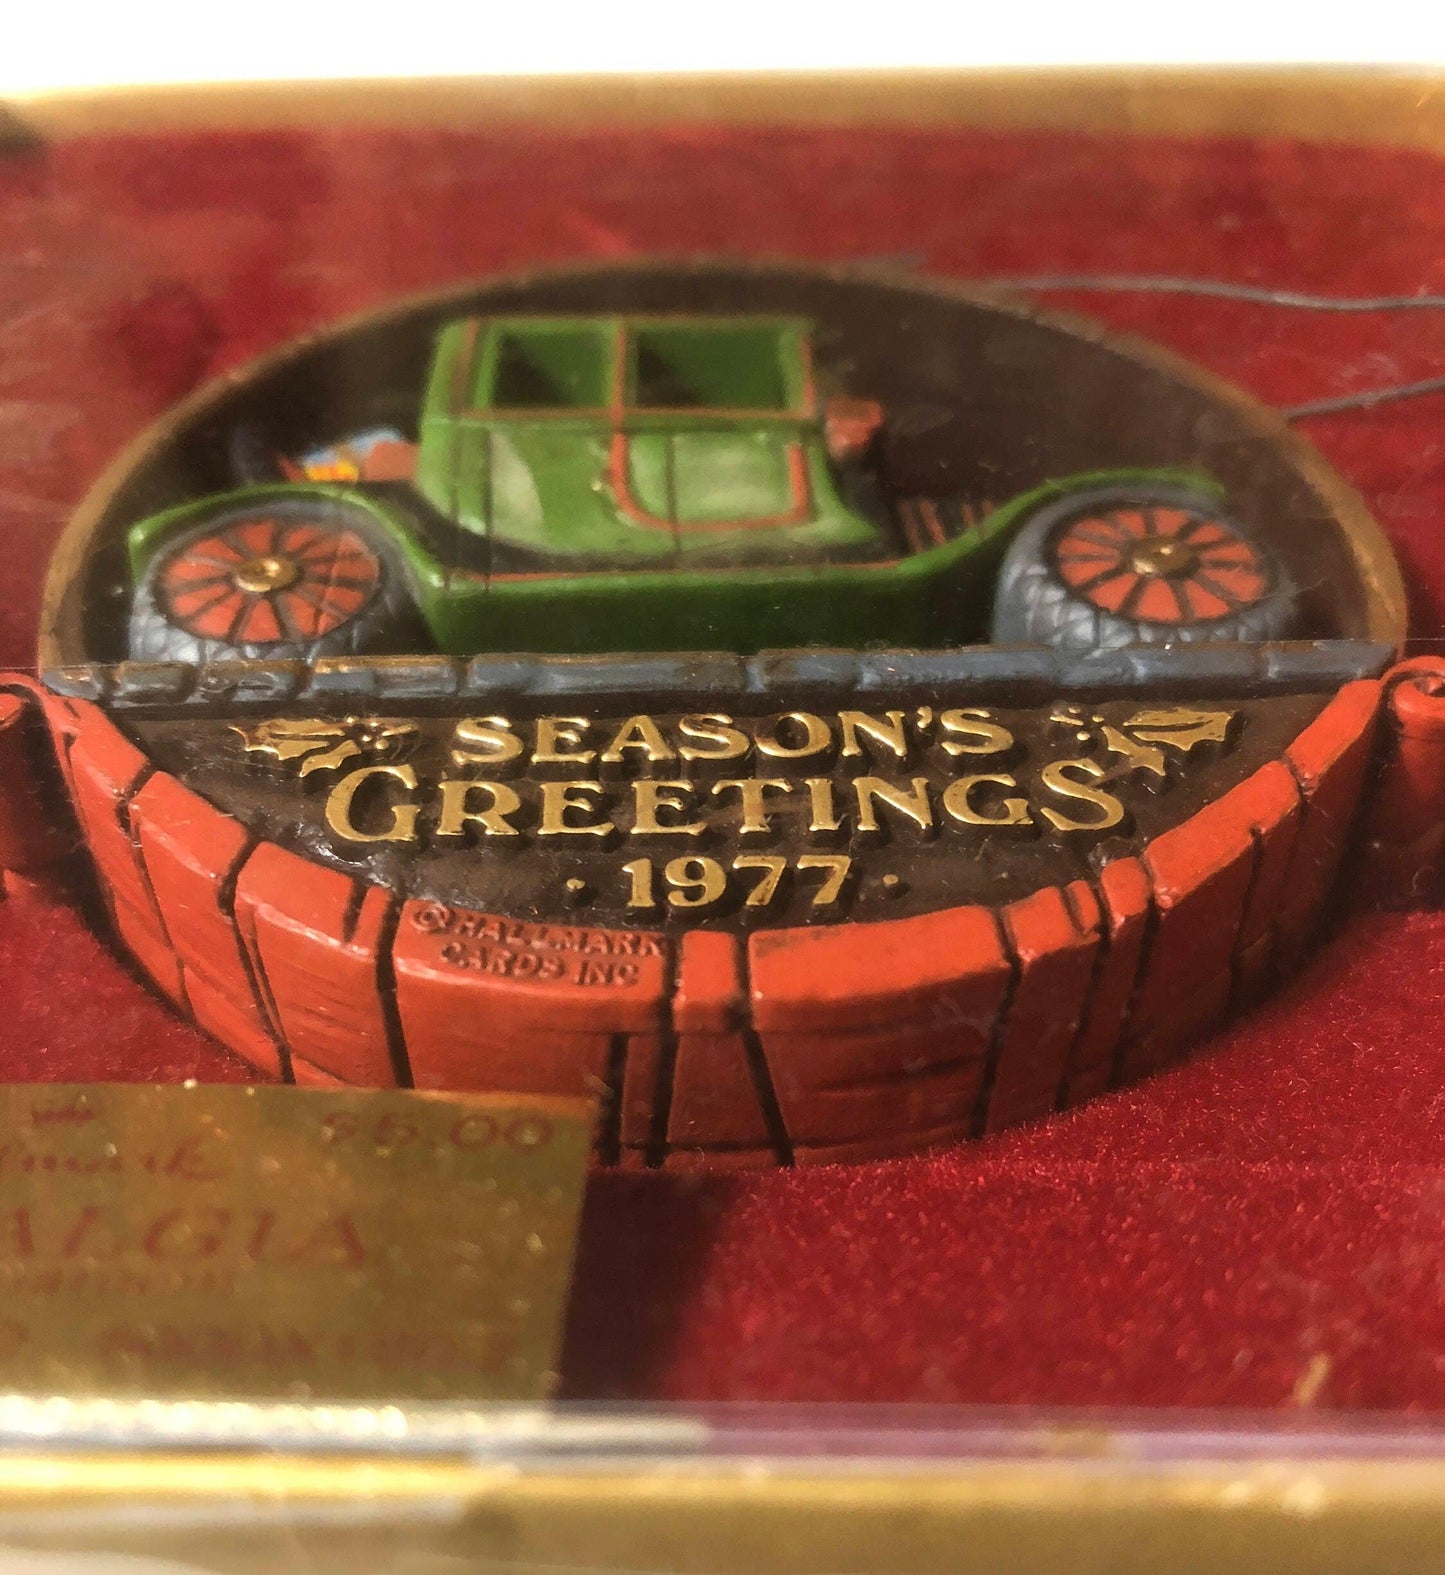 SEASON'S
GREETINGS
· 1977 ·
© HALLMARK
CARDS INC
$5.00
ALGIA